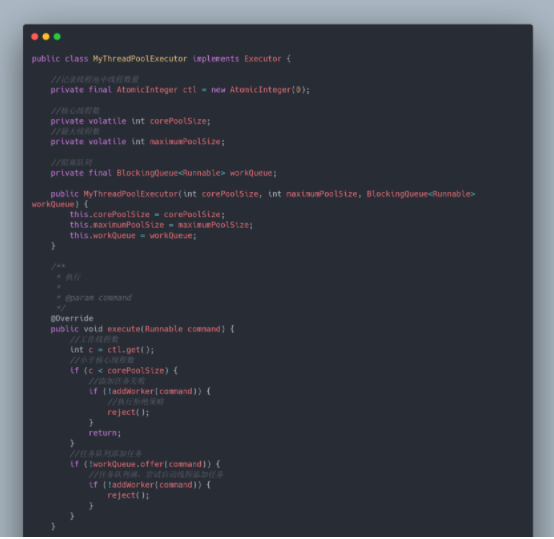 public class MyThreadPoolExecutor implements Executor {
//记录线程池中线程数量
private final AtomicInteger ctl = new AtomicInteger(0);
//核心线程数
private volatile int corePoolSize;
//最大线程数
private volatile int maximumPoolSize;
//阻塞队列
private final BlockingQueue<Runnable> workQueue;
public MyThreadPoolExecutor(int corePoolSize, int maximumPoolSize, BlockingQueue<Runnable>
workQueue) {
this.corePoolSize = corePoolSize;
this.maximumPoolSize = maximumPoolSize;
this.workQueue = workQueue;
}
/**
* 执行
*
* @param command
*/
@Override
public void execute(Runnable command) {
//工作线程数
int c = ctl.get();
//小于核心线程数
if (c < corePoolSize) {
//添加任务失败
if (!addWorker(command)) {
//执行拒绝策略
reject();
}
return;
}
//任务队列添加任务
if (!workQueue.offer(command)) {
//任务队列满，尝试启动线程添加任务
if (!addWorker(command)) {
reject();
}
}
}